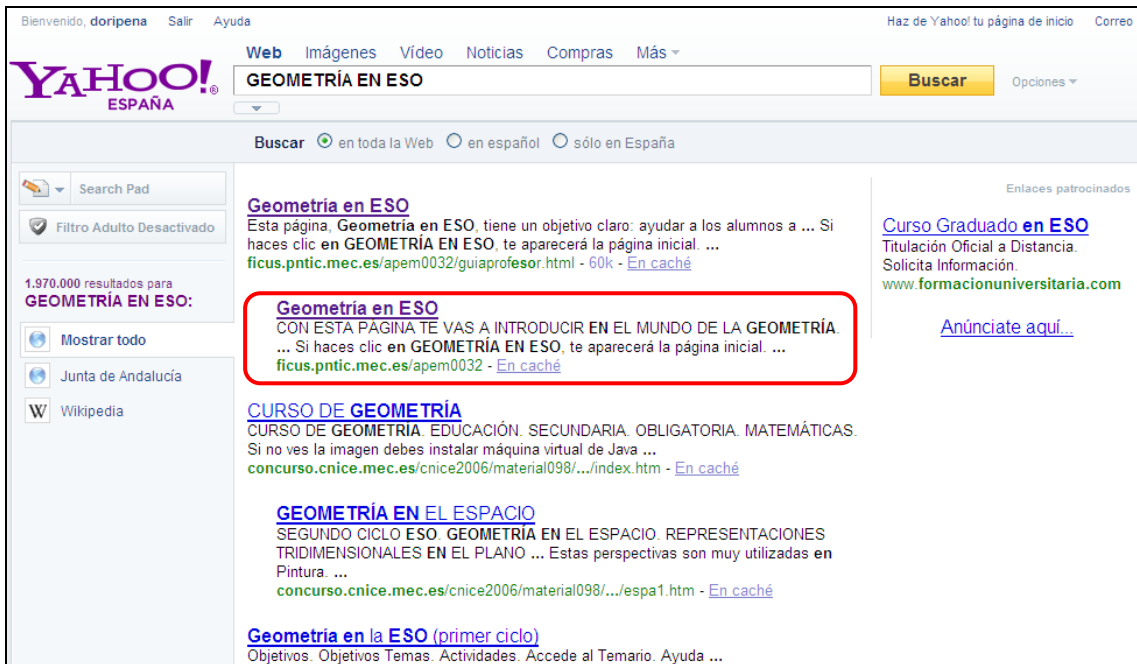 Bienvenido, doripena Salir Ayuda
Haz de Yahoo! tu página de inicio Correo
YAHOO!® ESPAÑA
Web Imágenes Vídeo Noticias Compras Más
GEOMETRÍA EN ESO
Buscar Opciones
Buscar en toda la Web en español sólo en España
Search Pad
Filtro Adulto Desactivado
1.970.000 resultados para
GEOMETRÍA EN ESO:
Mostrar todo
Junta de Andalucía
W Wikipedia
Geometria en ESO
Esta página, Geometría en ESO, tiene un objetivo claro: ayudar a los alumnos a ... Si
haces clic en GEOMETRÍA EN ESO, te aparecerá la página inicial. ...
ficus.pntic.mec.es/apem0032/guiaprofesor.html - 60k - En caché
Geometría en ESO
CON ESTA PÁGINA TE VAS A INTRODUCIR EN EL MUNDO DE LA GEOMETRÍA.
... Si haces clic en GEOMETRÍA EN ESO, te aparecerá la página inicial. ...
ficus.pntic.mec.es/apem0032 - En caché
CURSO DE GEOMETRÍA
CURSO DE GEOMETRÍA. EDUCACIÓN. SECUNDARIA. OBLIGATORIA. MATEMÁTICAS.
Si no ves la imagen debes instalar máquina virtual de Java ...
concurso.cnice.mec.es/cnice2006/material098/.../index.htm - En caché
GEOMETRÍA EN EL ESPACIO
SEGUNDO CICLO ESO. GEOMETRÍA EN EL ESPACIO. REPRESENTACIONES
TRIDIMENSIONALES EN EL PLANO ... Estas perspectivas son muy utilizadas en
Pintura. ...
concurso.cnice.mec.es/cnice2006/material098/.../espa1.htm - En caché
Geometría en la ESO (primer ciclo)
Objetivos. Objetivos Temas. Actividades. Accede al Temario. Ayuda ...
Enlaces patrocinados
Curso Graduado en ESO
Titulación Oficial a Distancia.
Solicita Información.
www.formacionuniversitaria.com
Anúnciate aquí...